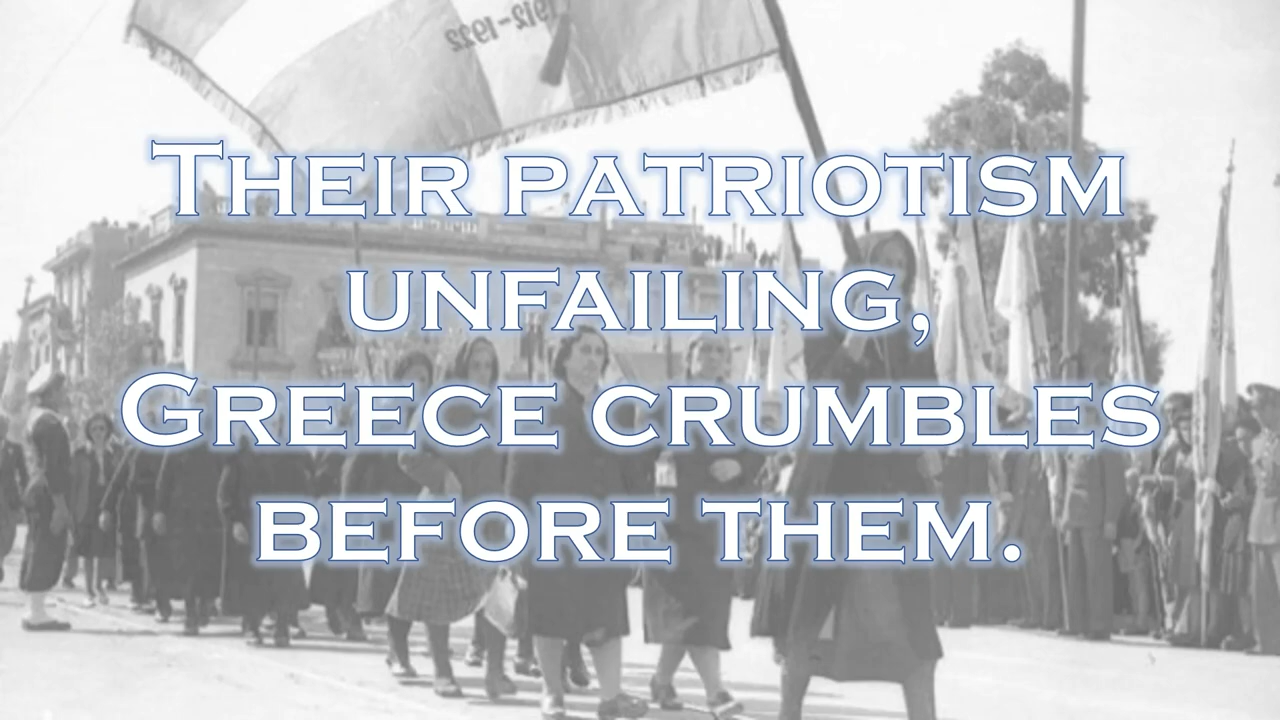 1912-1922
THEIR PATRIOTISM
UNFAILING,
GREECE CRUMBLES
BEFORE THEM.